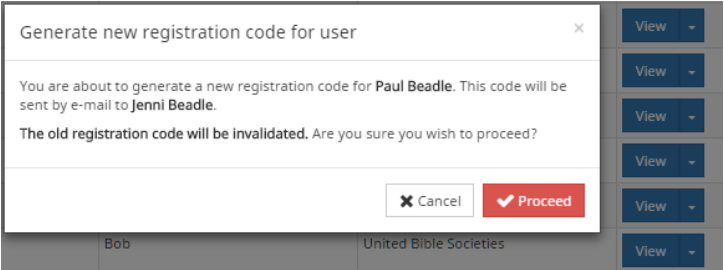 Generate new registration code for user ×
View
You are about to generate a new registration code for Paul Beadle. This code will be
sent by e-mail to Jenni Beadle.
View
The old registration code will be invalidated. Are you sure you wish to proceed?
View
View
Cancel Proceed
View
Bob United Bible Societies View